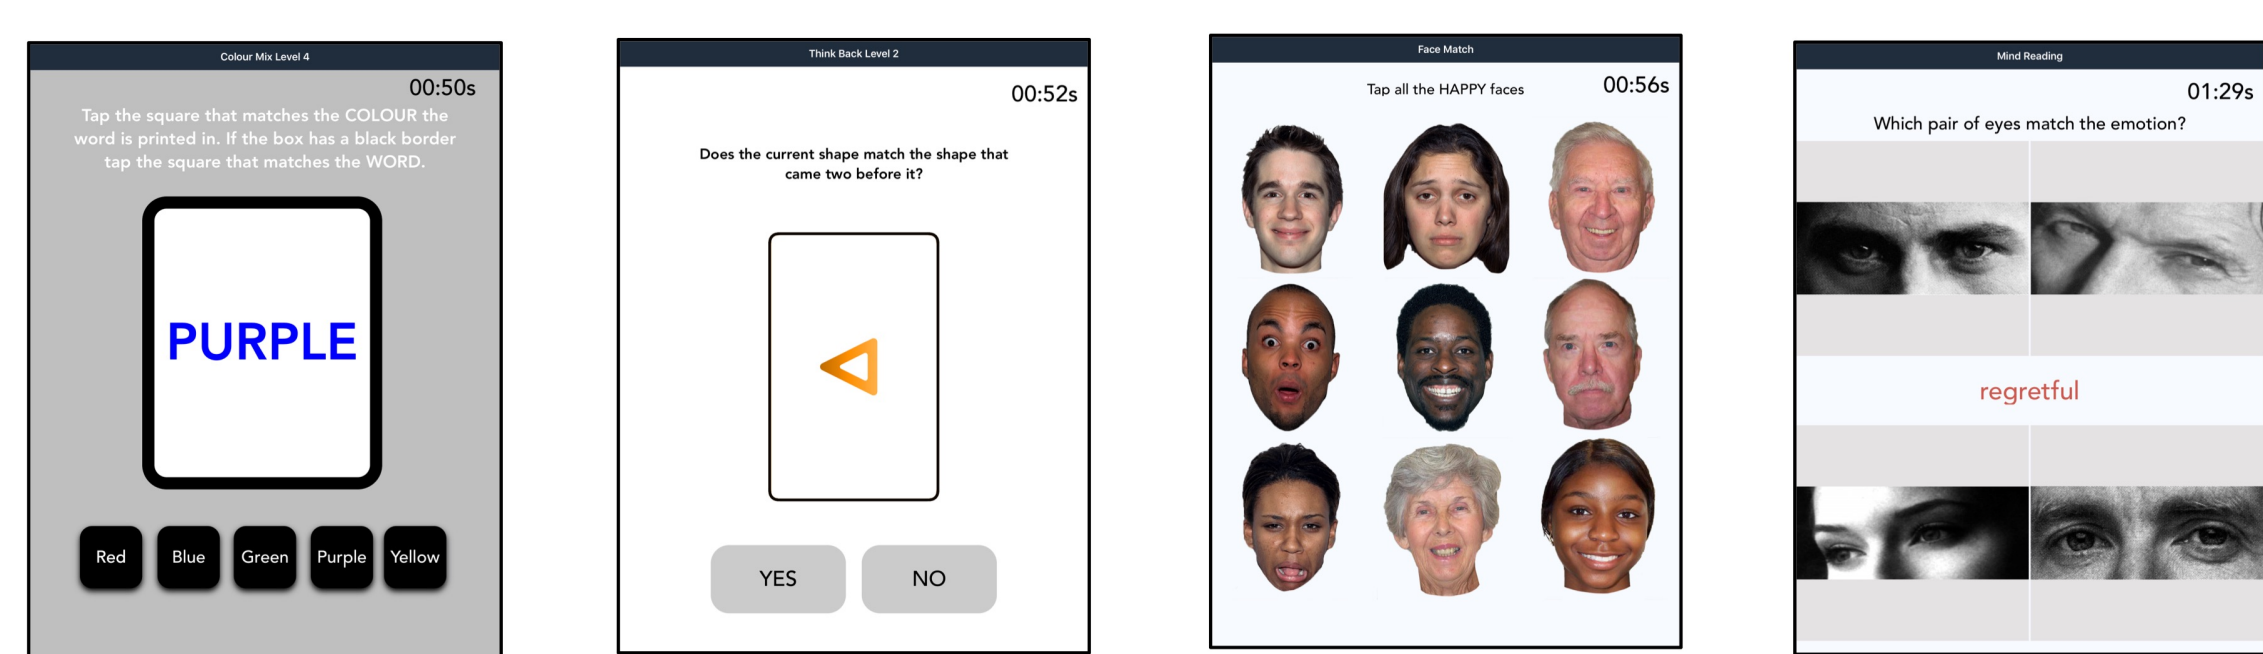 Colour Mix Level 4
00:50s
Tap the square that matches the COLOUR the
word is printed in. If the box has a black border
tap the square that matches the WORD.
PURPLE
Red Blue Green Purple Yellow
Think Back Level 2
00:52s
Does the current shape match the shape that
came two before it?
YES NO
Face Match
Tap all the HAPPY faces 00:56s
Mind Reading
01:29s
Which pair of eyes match the emotion?
regretful